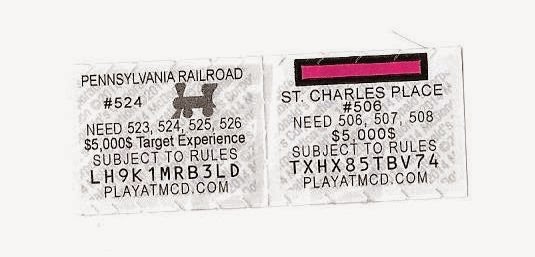 PENNSYLVANIA RAILROAD
#524
NEED 523, 524, 525, 526
$5,000$ Target Experience
SUBJECT TO RULES
LH9K1MRB3LD
PLAYATMCD.COM
ST. CHARLES PLACE
#506
NEED 506, 507, 508
$5,000$
SUBJECT TO RULES
TXHX85TBV74
PLAYATMCD.COM